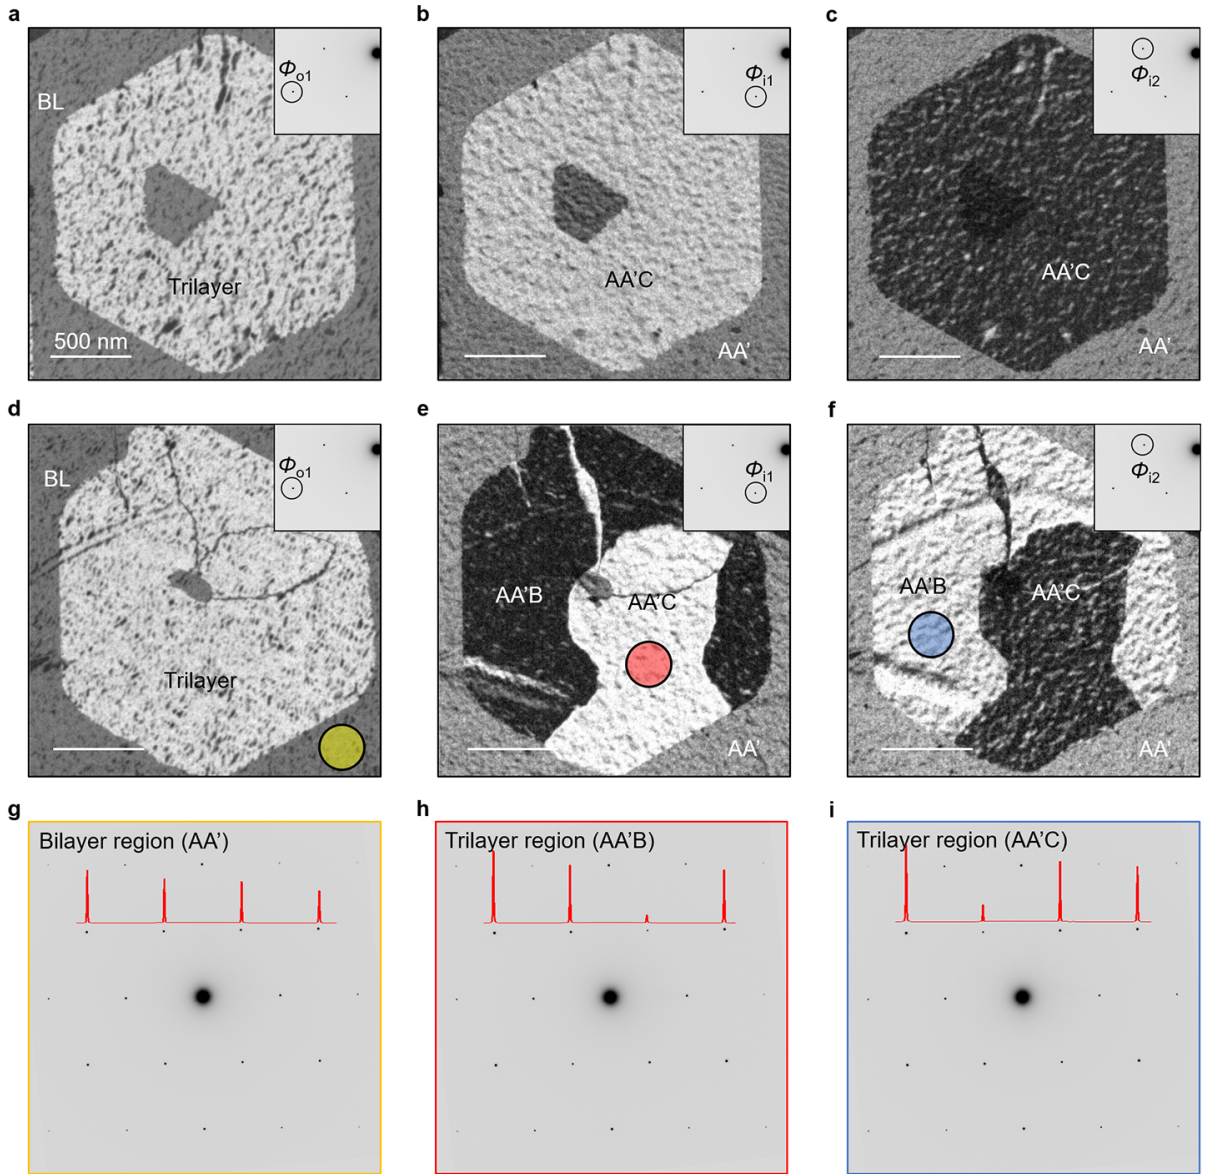 a
b
c
BL
Φo1
Trilayer
500 nm
Φi1
AA'C
AA'
Φi2
AA'C
AA'
d
e
f
BL
Φo1
Trilayer
Φi1
AA'B
AA'C
AA'
Φi2
AA'B
AA'C
AA'
g
h
i
Bilayer region (AA')
Trilayer region (AA'B)
Trilayer region (AA'C)